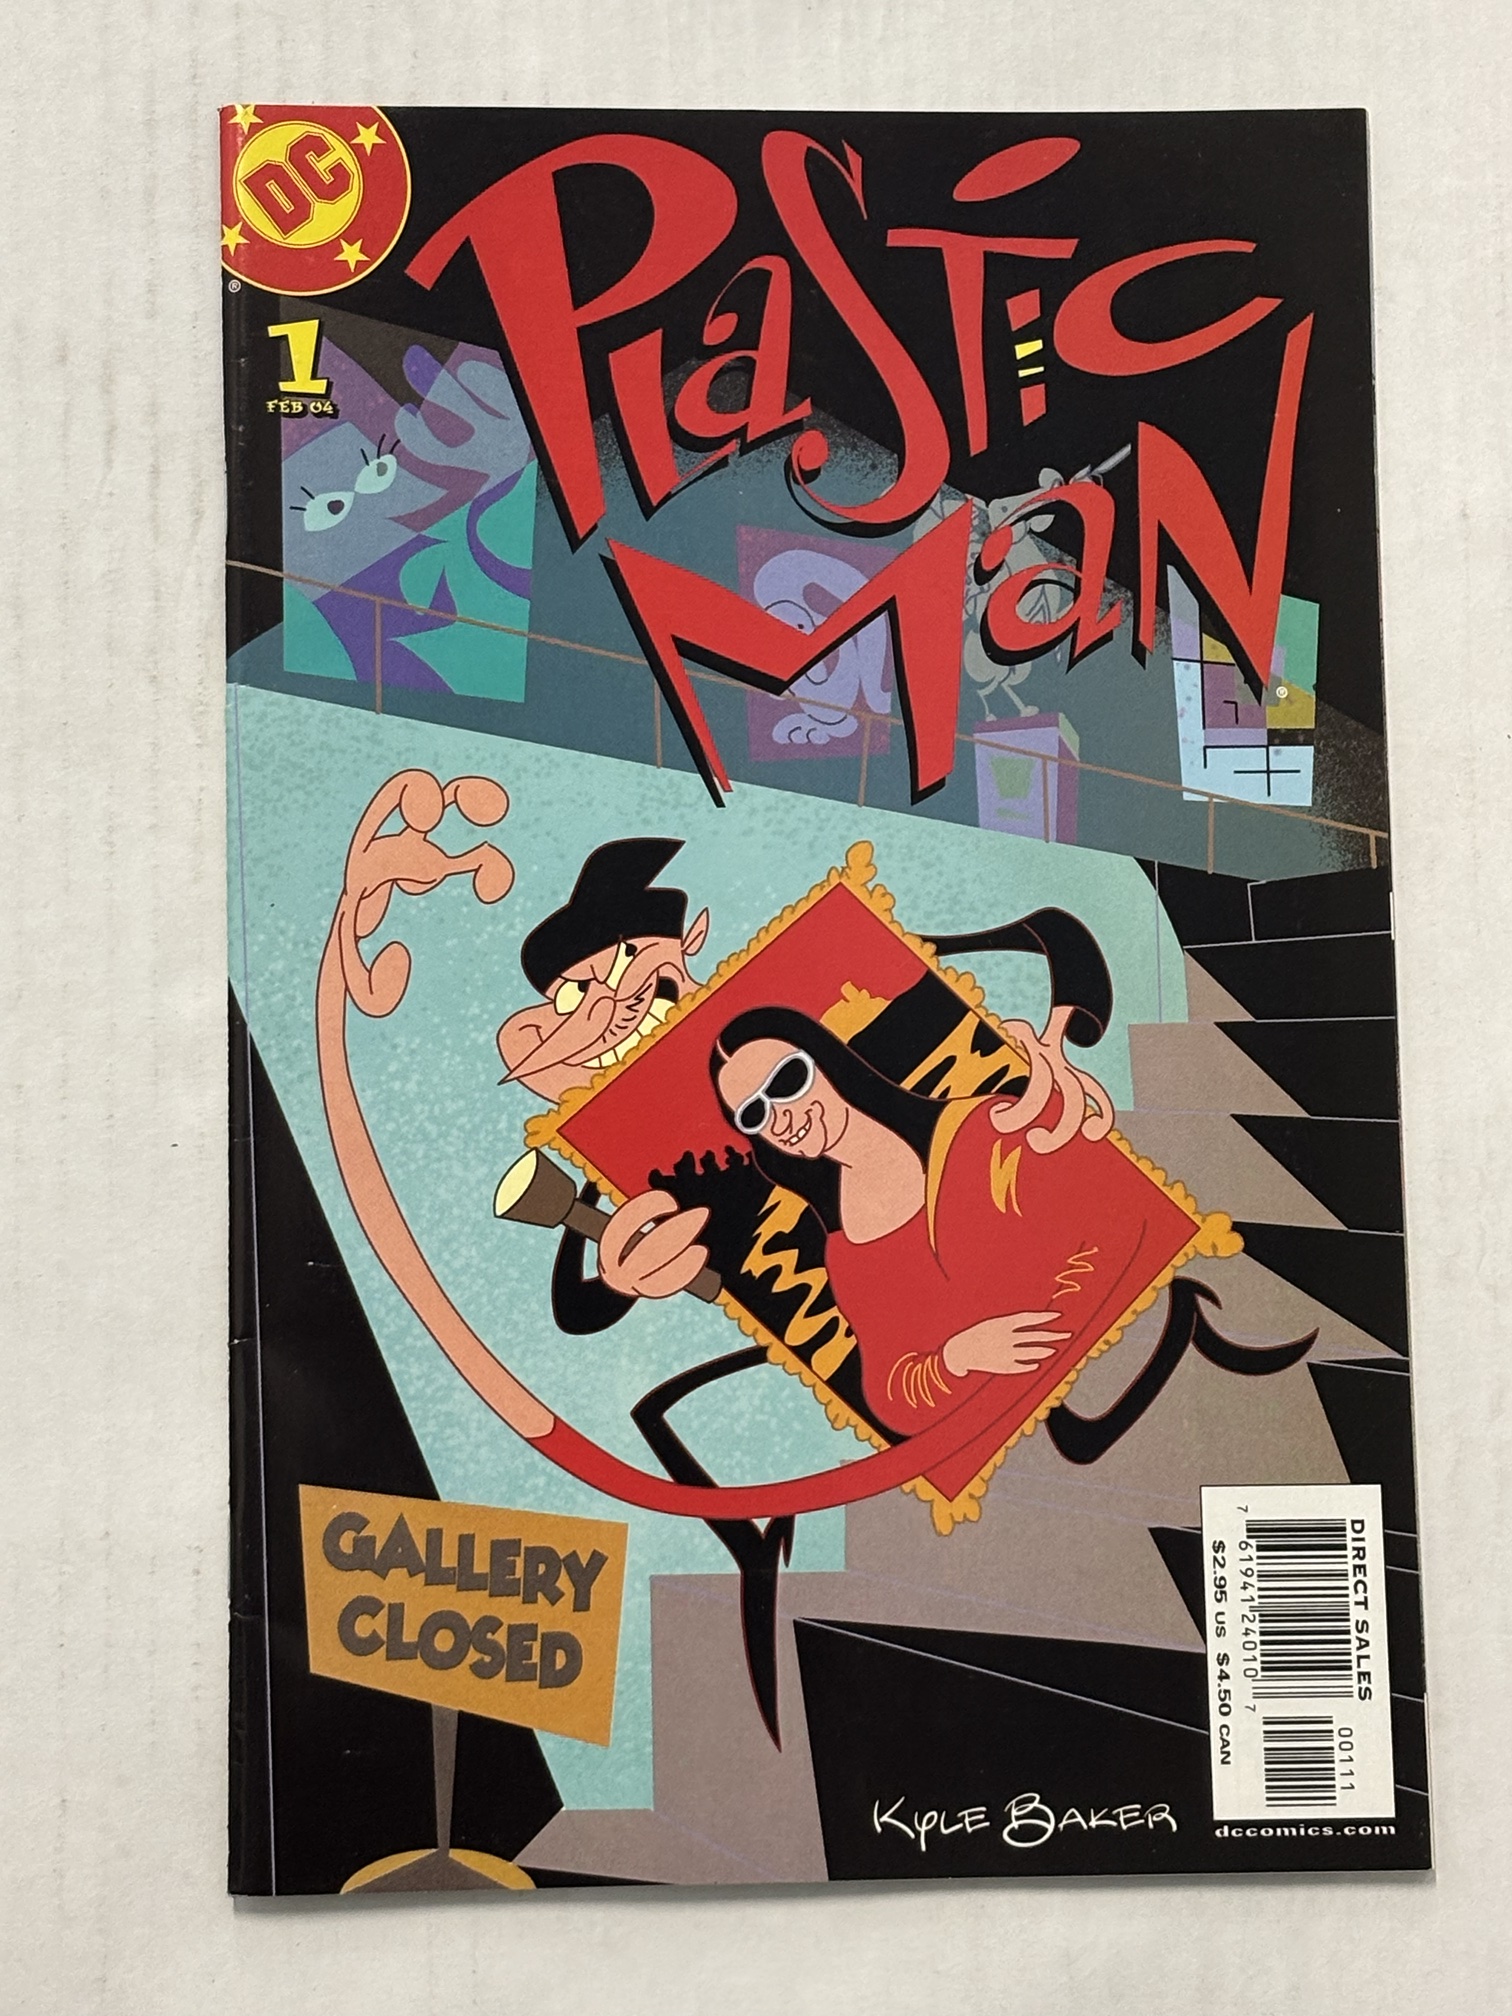 DC
®
1
FEB 04
PLaSTiC
MaN
®
GALLERY
CLOSED
KYLE BAKER
DIRECT SALES
7 61941 24010 7
00111
$2.95 US $4.50 CAN
dccomics.com